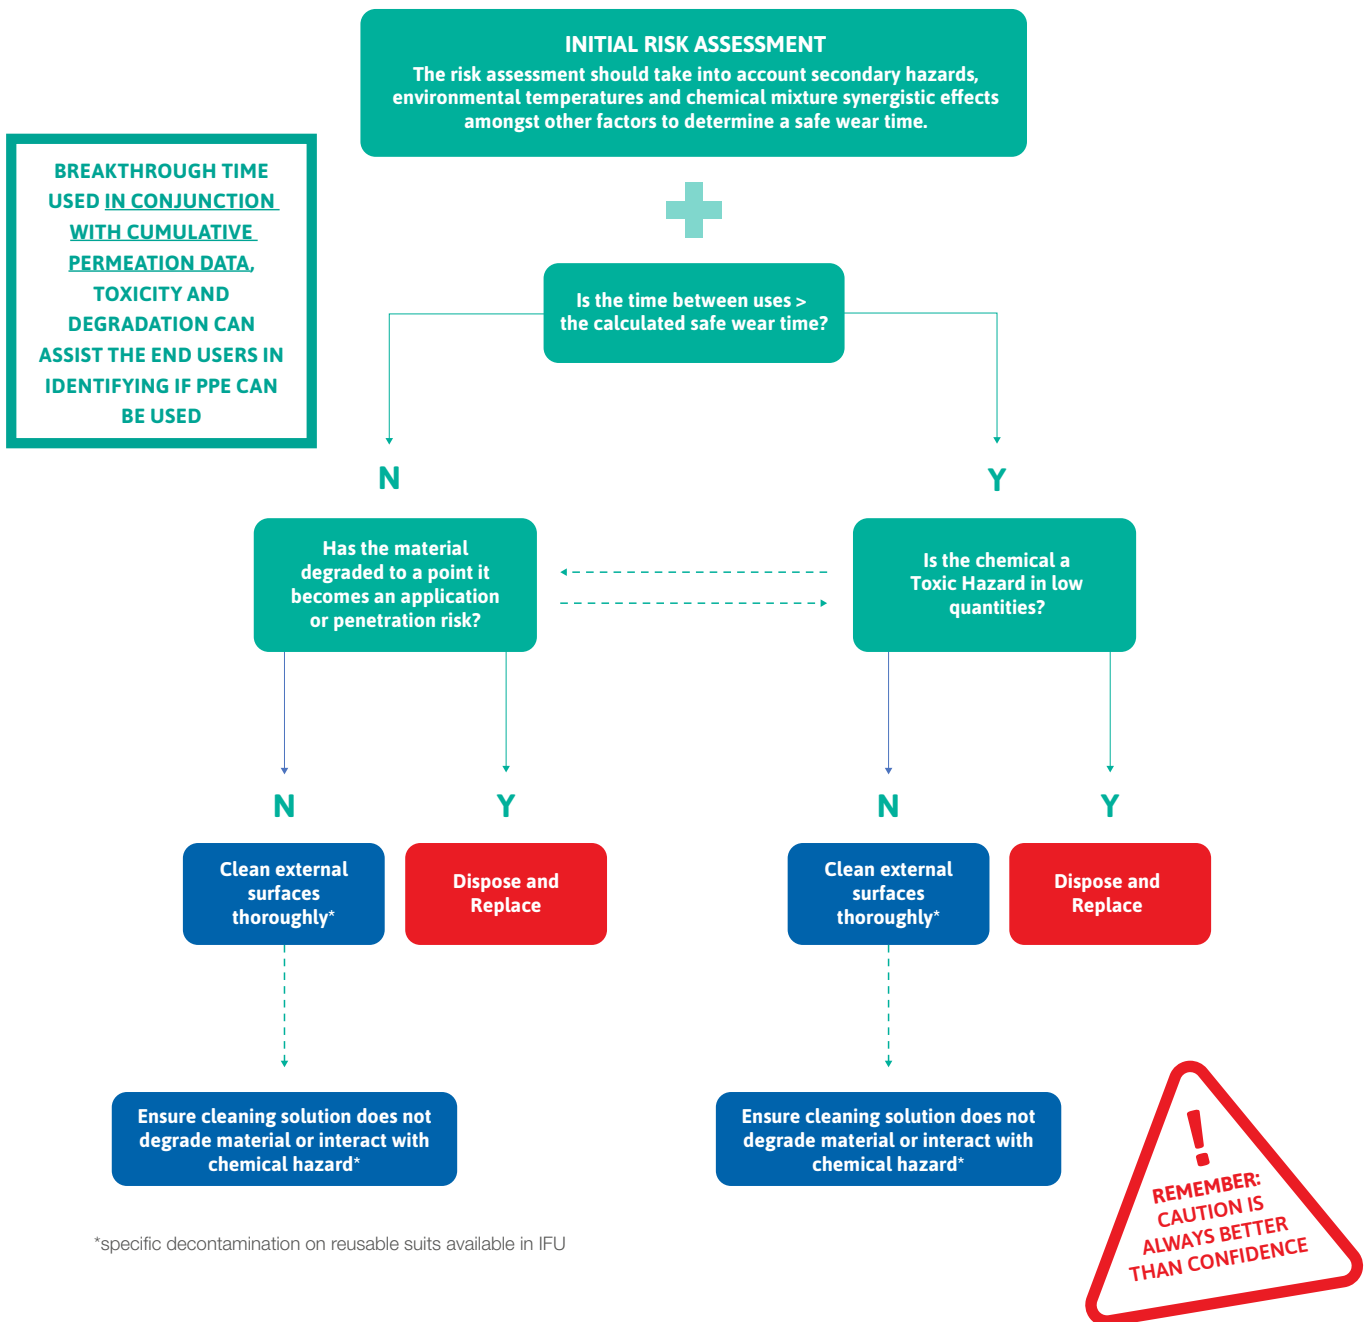 INITIAL RISK ASSESSMENT
The risk assessment should take into account secondary hazards,
environmental temperatures and chemical mixture synergistic effects
amongst other factors to determine a safe wear time.
BREAKTHROUGH TIME
USED IN CONJUNCTION
WITH CUMULATIVE
PERMEATION DATA,
TOXICITY AND
DEGRADATION CAN
ASSIST THE END USERS IN
IDENTIFYING IF PPE CAN
BE USED
Is the time between uses >
the calculated safe wear time?
N
Y
Has the material
degraded to a point it
becomes an application
or penetration risk?
Is the chemical a
Toxic Hazard in low
quantities?
N
Y
N
Y
Clean external
surfaces
thoroughly*
Dispose and
Replace
Clean external
surfaces
thoroughly*
Dispose and
Replace
Ensure cleaning solution does not
degrade material or interact with
chemical hazard*
Ensure cleaning solution does not
degrade material or interact with
chemical hazard*
!
REMEMBER:
CAUTION IS
ALWAYS BETTER
THAN CONFIDENCE
*specific decontamination on reusable suits available in IFU